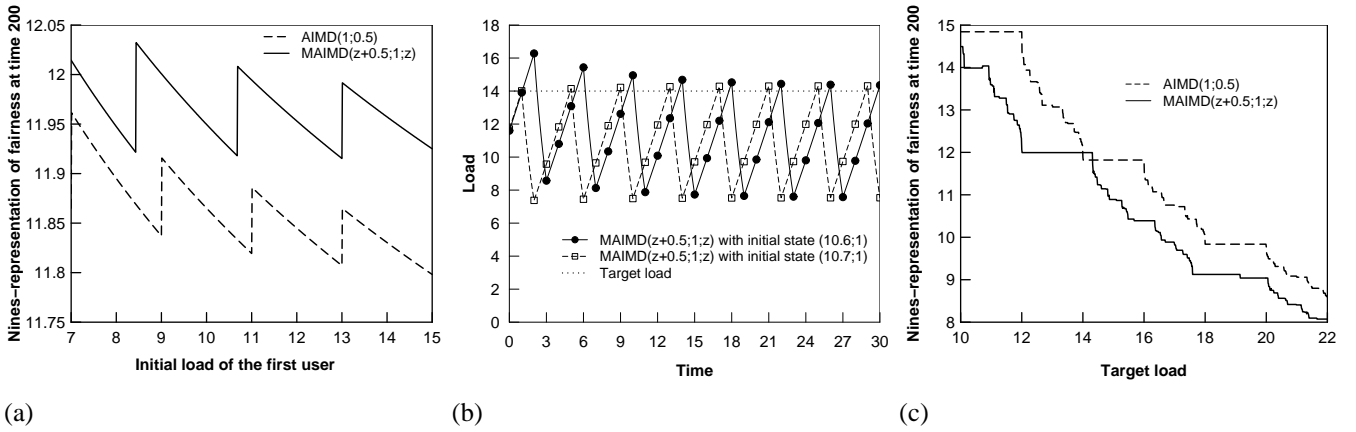 Nines−representation of fairness at time 200
12.05
12
11.95
11.9
11.85
11.8
11.75
7 8 9 10 11 12 13 14 15
Initial load of the first user
AIMD(1;0.5)
MAIMD(z+0.5;1;z)
(a)
Load
18
16
14
12
10
8
6
4
2
0
0 3 6 9 12 15 18 21 24 27 30
Time
MAIMD(z+0.5;1;z) with initial state (10.6;1)
MAIMD(z+0.5;1;z) with initial state (10.7;1)
Target load
(b)
Nines−representation of fairness at time 200
15
14
13
12
11
10
9
8
10 12 14 16 18 20 22
Target load
AIMD(1;0.5)
MAIMD(z+0.5;1;z)
(c)